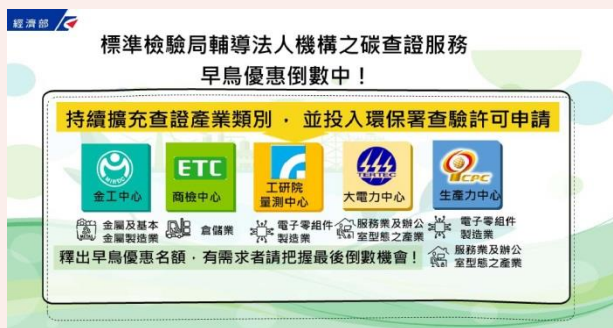 經濟部
標準檢驗局輔導法人機構之碳查證服務
早鳥優惠倒數中！
持續擴充查證產業類別，並投入環保署查驗許可申請
MIRDC
金工中心
ETC
商檢中心
工研院
量測中心
TERTEC
大電力中心
CPC
生產力中心
金屬及基本
金屬製造業
倉儲業
電子零組件
製造業
服務業及辦公
室型態之產業
電子零組件
製造業
服務業及辦公
室型態之產業
釋出早鳥優惠名額，有需求者請把握最後倒數機會！